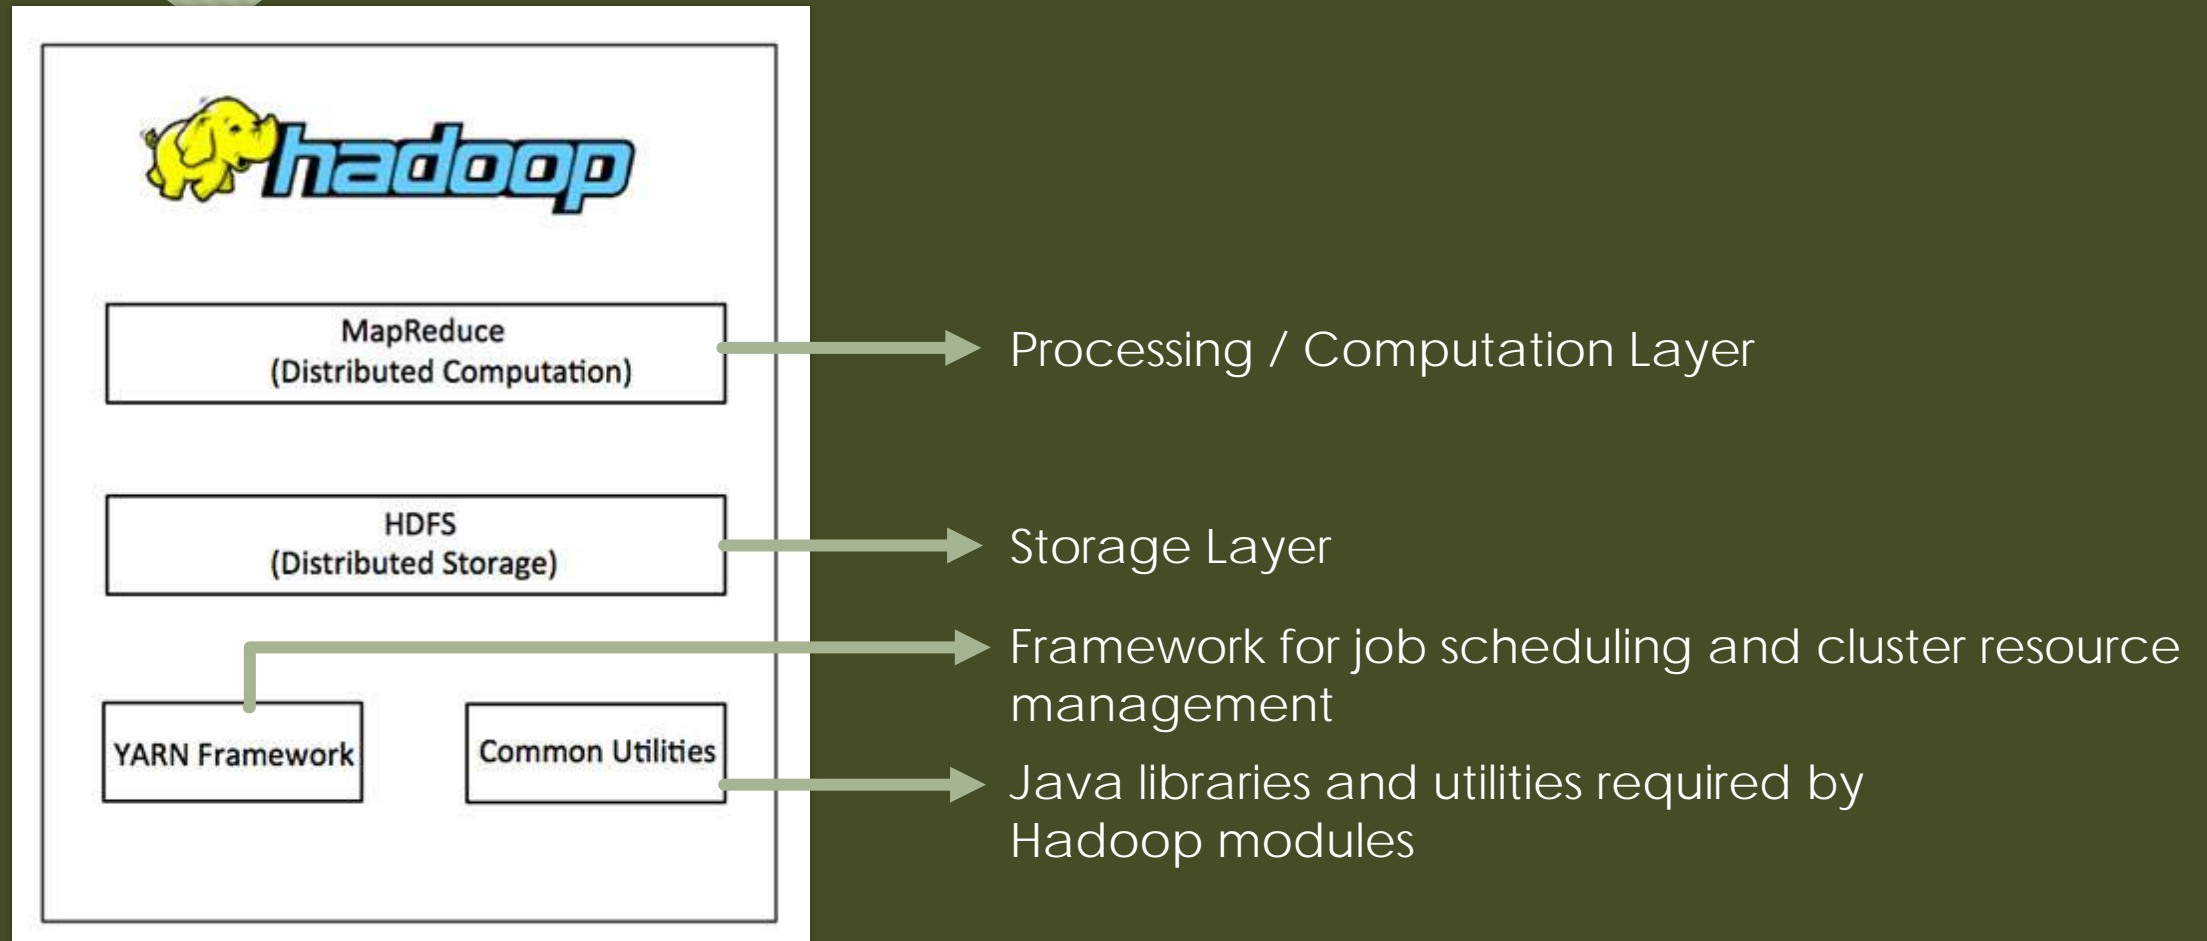 hadoop
MapReduce
(Distributed Computation)
Processing / Computation Layer
HDFS
(Distributed Storage)
Storage Layer
Framework for job scheduling and cluster resource
management
YARN Framework
Common Utilities
Java libraries and utilities required by
Hadoop modules